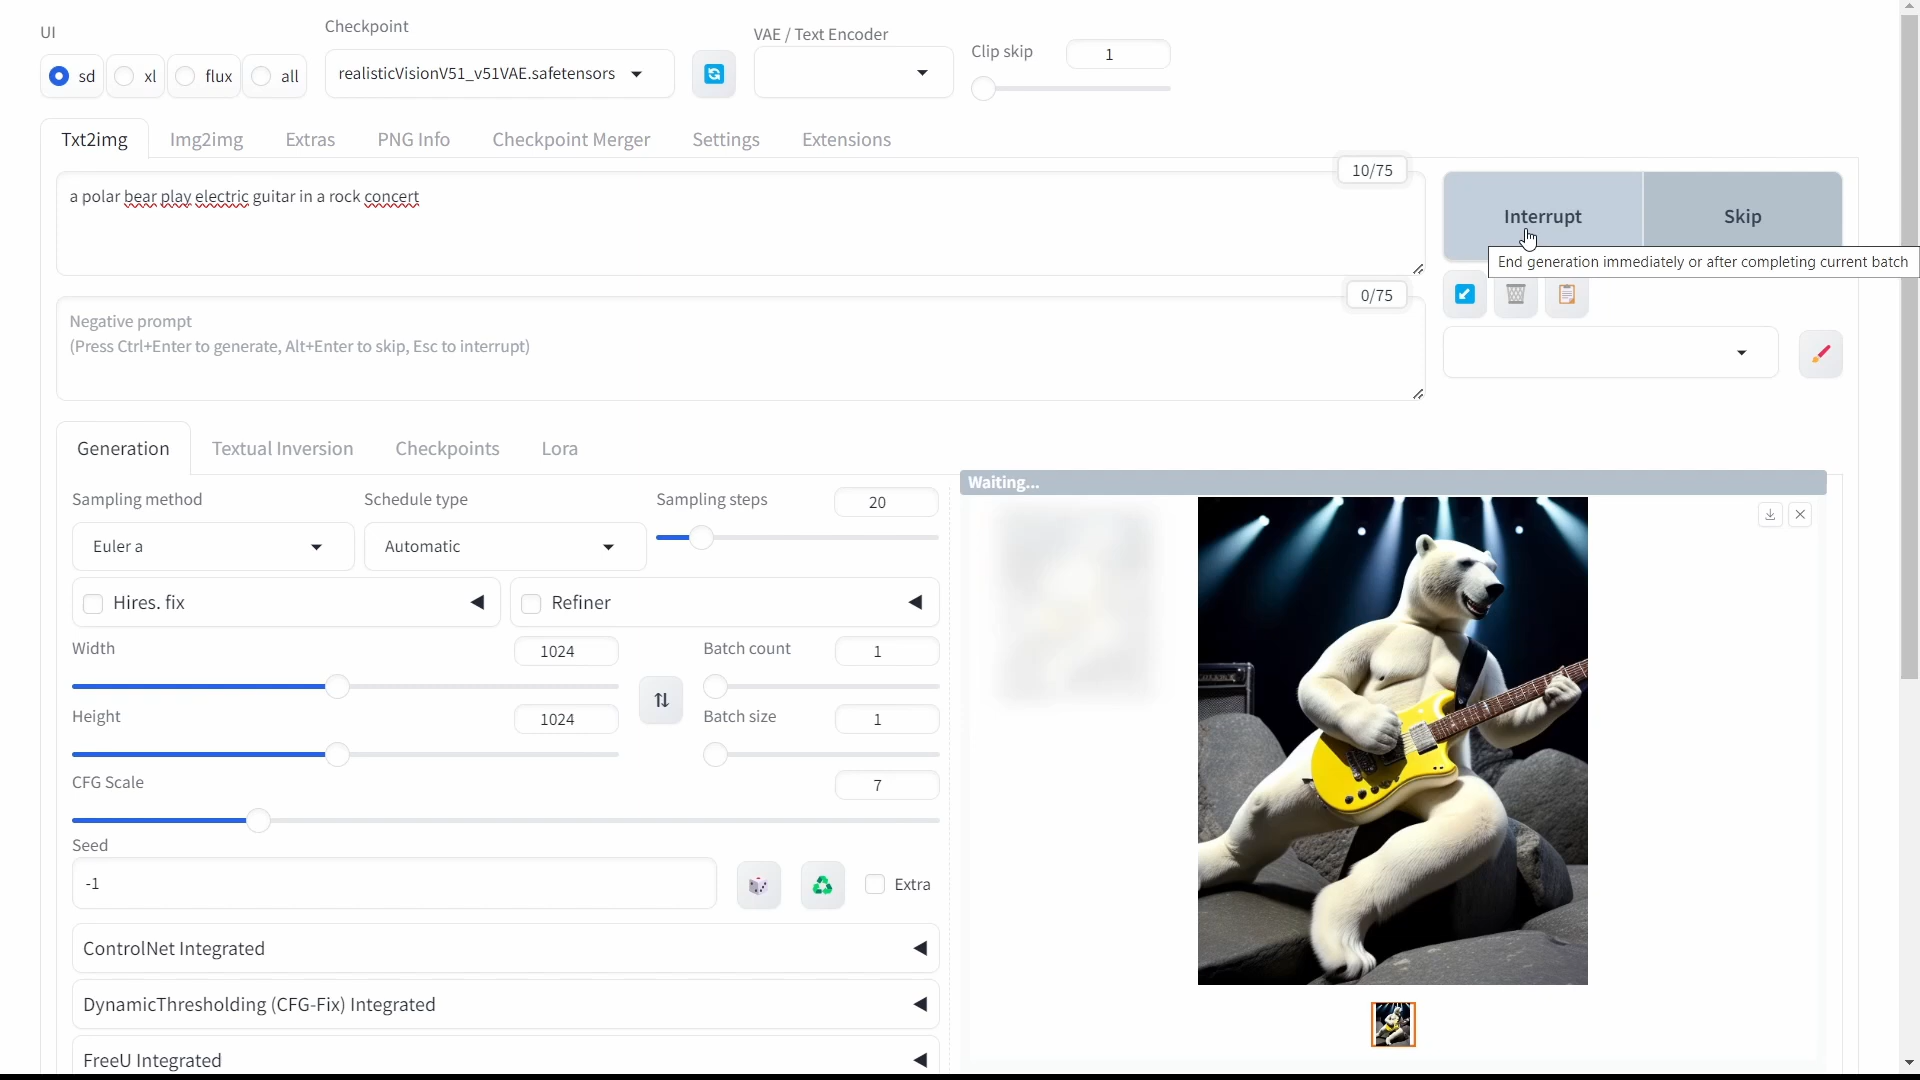 UI
Checkpoint
VAE / Text Encoder
Clip skip
1
sd
xl
flux
all
realisticVisionV51_v51VAE.safetensors
Txt2img
Img2img
Extras
PNG Info
Checkpoint Merger
Settings
Extensions
10/75
a polar bear play electric guitar in a rock concert
Interrupt
Skip
End generation immediately or after completing current batch
0/75
Negative prompt
(Press Ctrl+Enter to generate, Alt+Enter to skip, Esc to interrupt)
Generation
Textual Inversion
Checkpoints
Lora
Waiting...
Sampling method
Schedule type
Sampling steps
20
Euler a
Automatic
Hires. fix
Refiner
Width
1024
Batch count
1
Height
1024
Batch size
1
CFG Scale
7
Seed
-1
Extra
ControlNet Integrated
DynamicThresholding (CFG-Fix) Integrated
FreeU Integrated